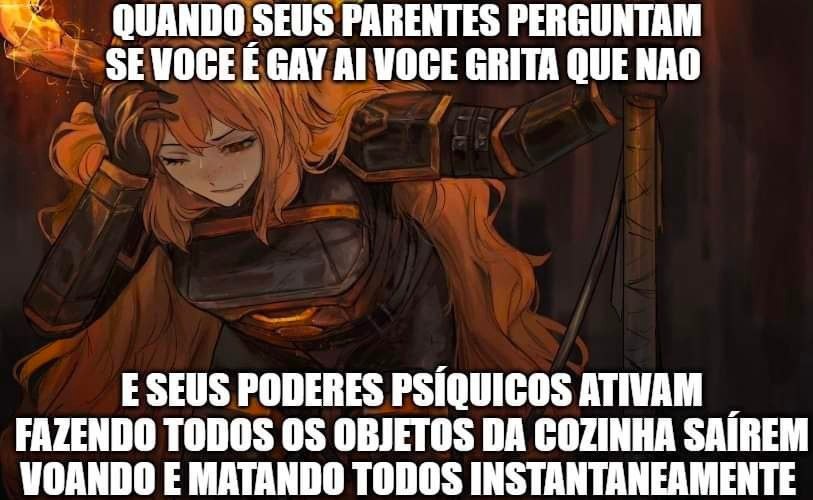 QUANDO SEUS PARENTES PERGUNTAM
SE VOCE É GAY AI VOCE GRITA QUE NAO
E SEUS PODERES PSÍQUICOS ATIVAM
FAZENDO TODOS OS OBJETOS DA COZINHA SAÍREM
VOANDO E MATANDO TODOS INSTANTANEAMENTE